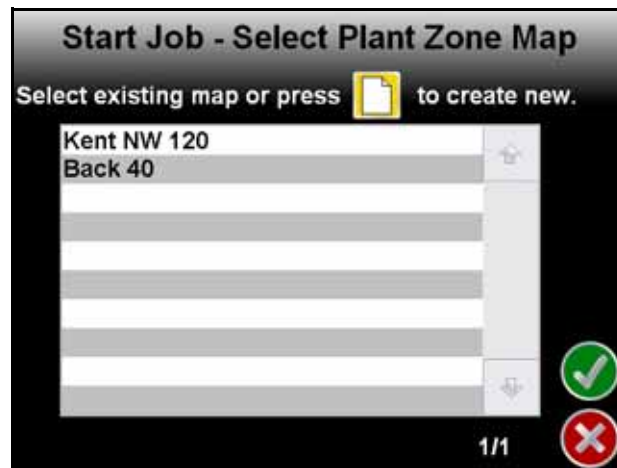 Start Job - Select Plant Zone Map
Select existing map or press to create new.
Kent NW 120
Back 40
1/1